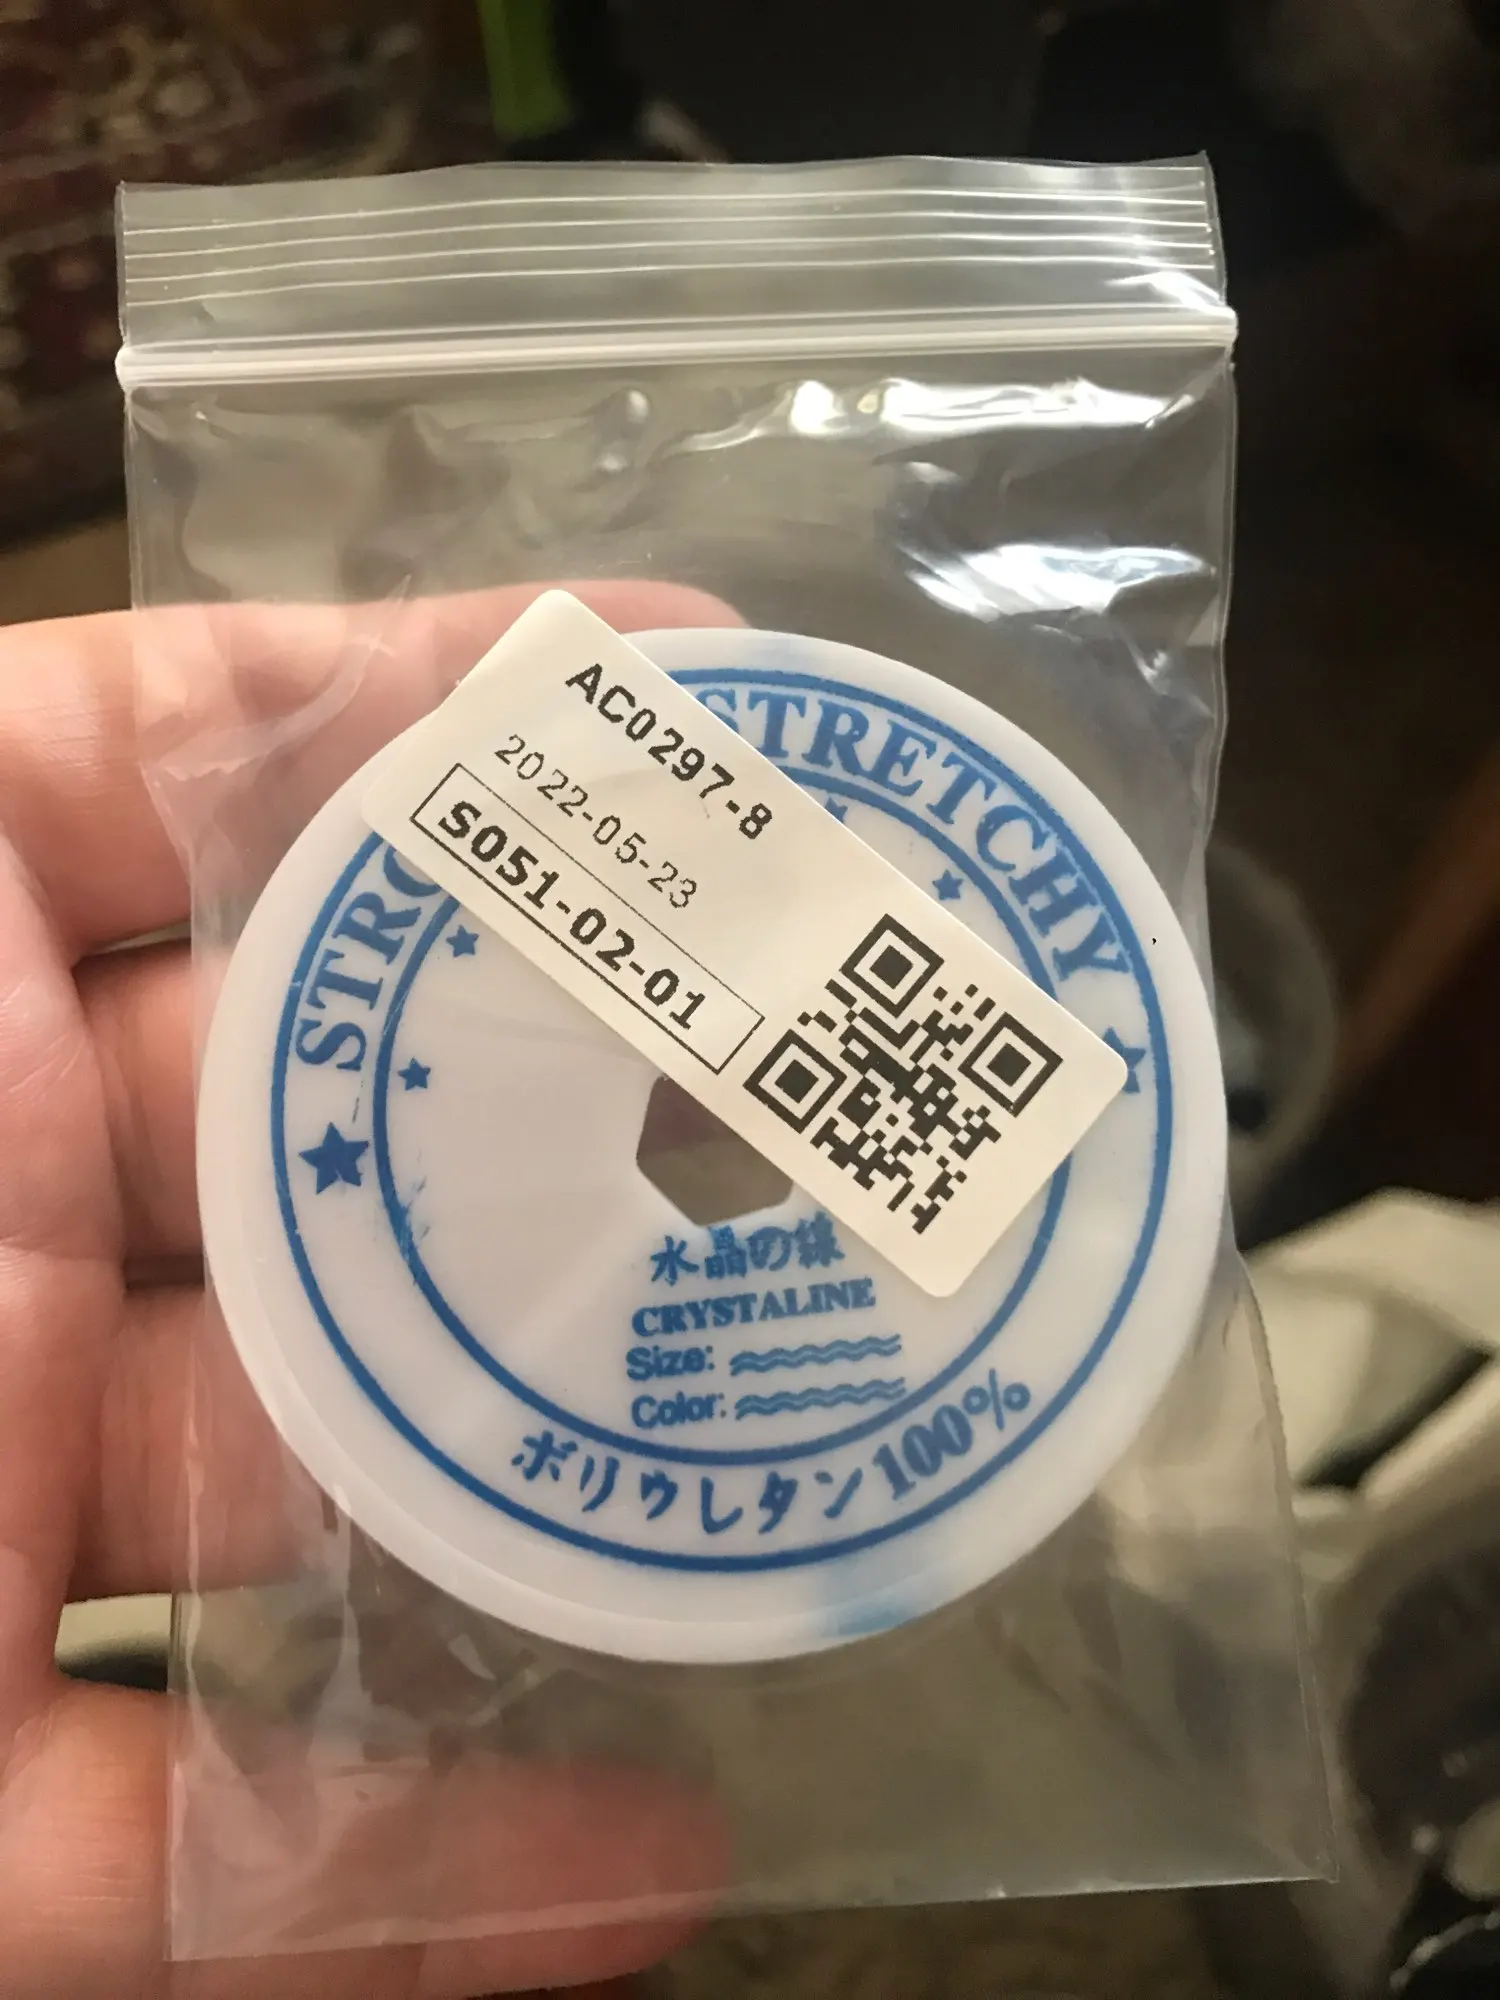 AC0297-8
2022-05-23
S051-02-01
STRETCHY
水晶の線
CRYSTALINE
Size:
Color:
ポリウレタン100%